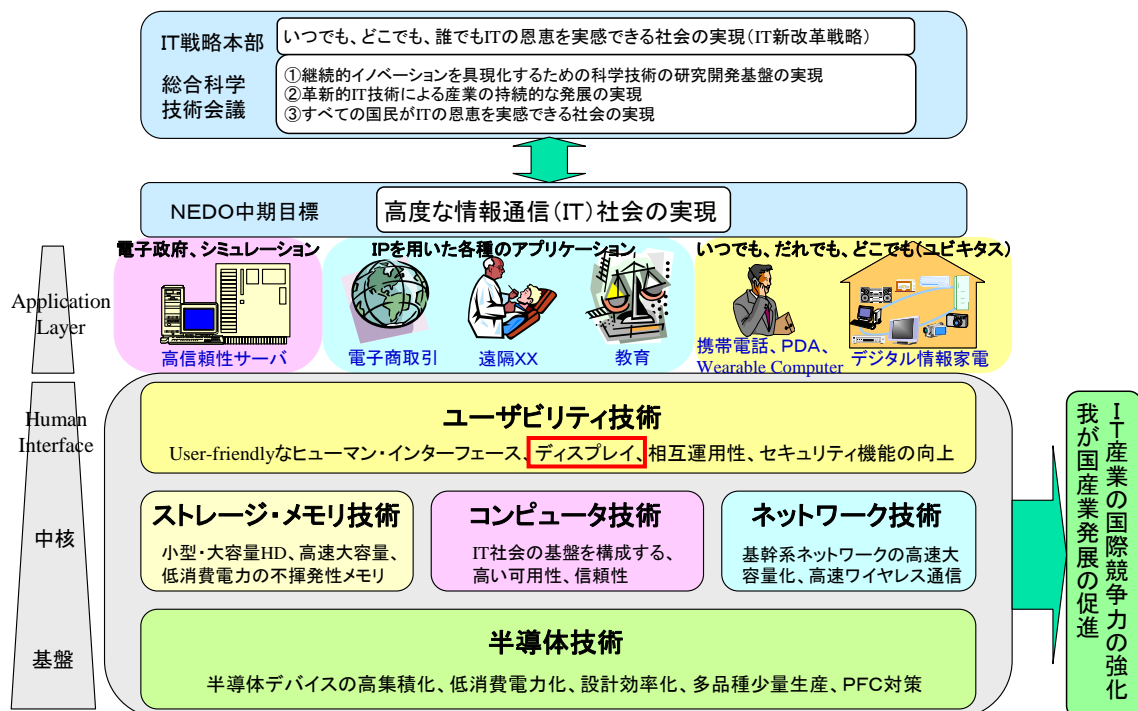 IT戦略本部
いつでも、どこでも、誰でもITの恩恵を実感できる社会の実現(IT新改革戦略)
総合科学
技術会議
①継続的イノベーションを具現化するための科学技術の研究開発基盤の実現
②革新的IT技術による産業の持続的な発展の実現
③すべての国民がITの恩恵を実感できる社会の実現
NEDO中期目標
高度な情報通信(IT)社会の実現
電子政府、シミュレーション
IPを用いた各種のアプリケーション
いつでも、だれでも、どこでも(ユビキタス)
Application
Layer
高信頼性サーバ
電子商取引
遠隔XX
教育
携帯電話、PDA、
Wearable Computer
デジタル情報家電
Human
Interface
ユーザビリティ技術
User-friendlyなヒューマン・インターフェース、ディスプレイ、相互運用性、セキュリティ機能の向上
中核
ストレージ・メモリ技術
小型・大容量HD、高速大容量、
低消費電力の不揮発性メモリ
コンピュータ技術
IT社会の基盤を構成する、
高い可用性、信頼性
ネットワーク技術
基幹系ネットワークの高速大
容量化、高速ワイヤレス通信
基盤
半導体技術
半導体デバイスの高集積化、低消費電力化、設計効率化、多品種少量生産、PFC対策
IT産業の国際競争力の強化
我が国産業発展の促進